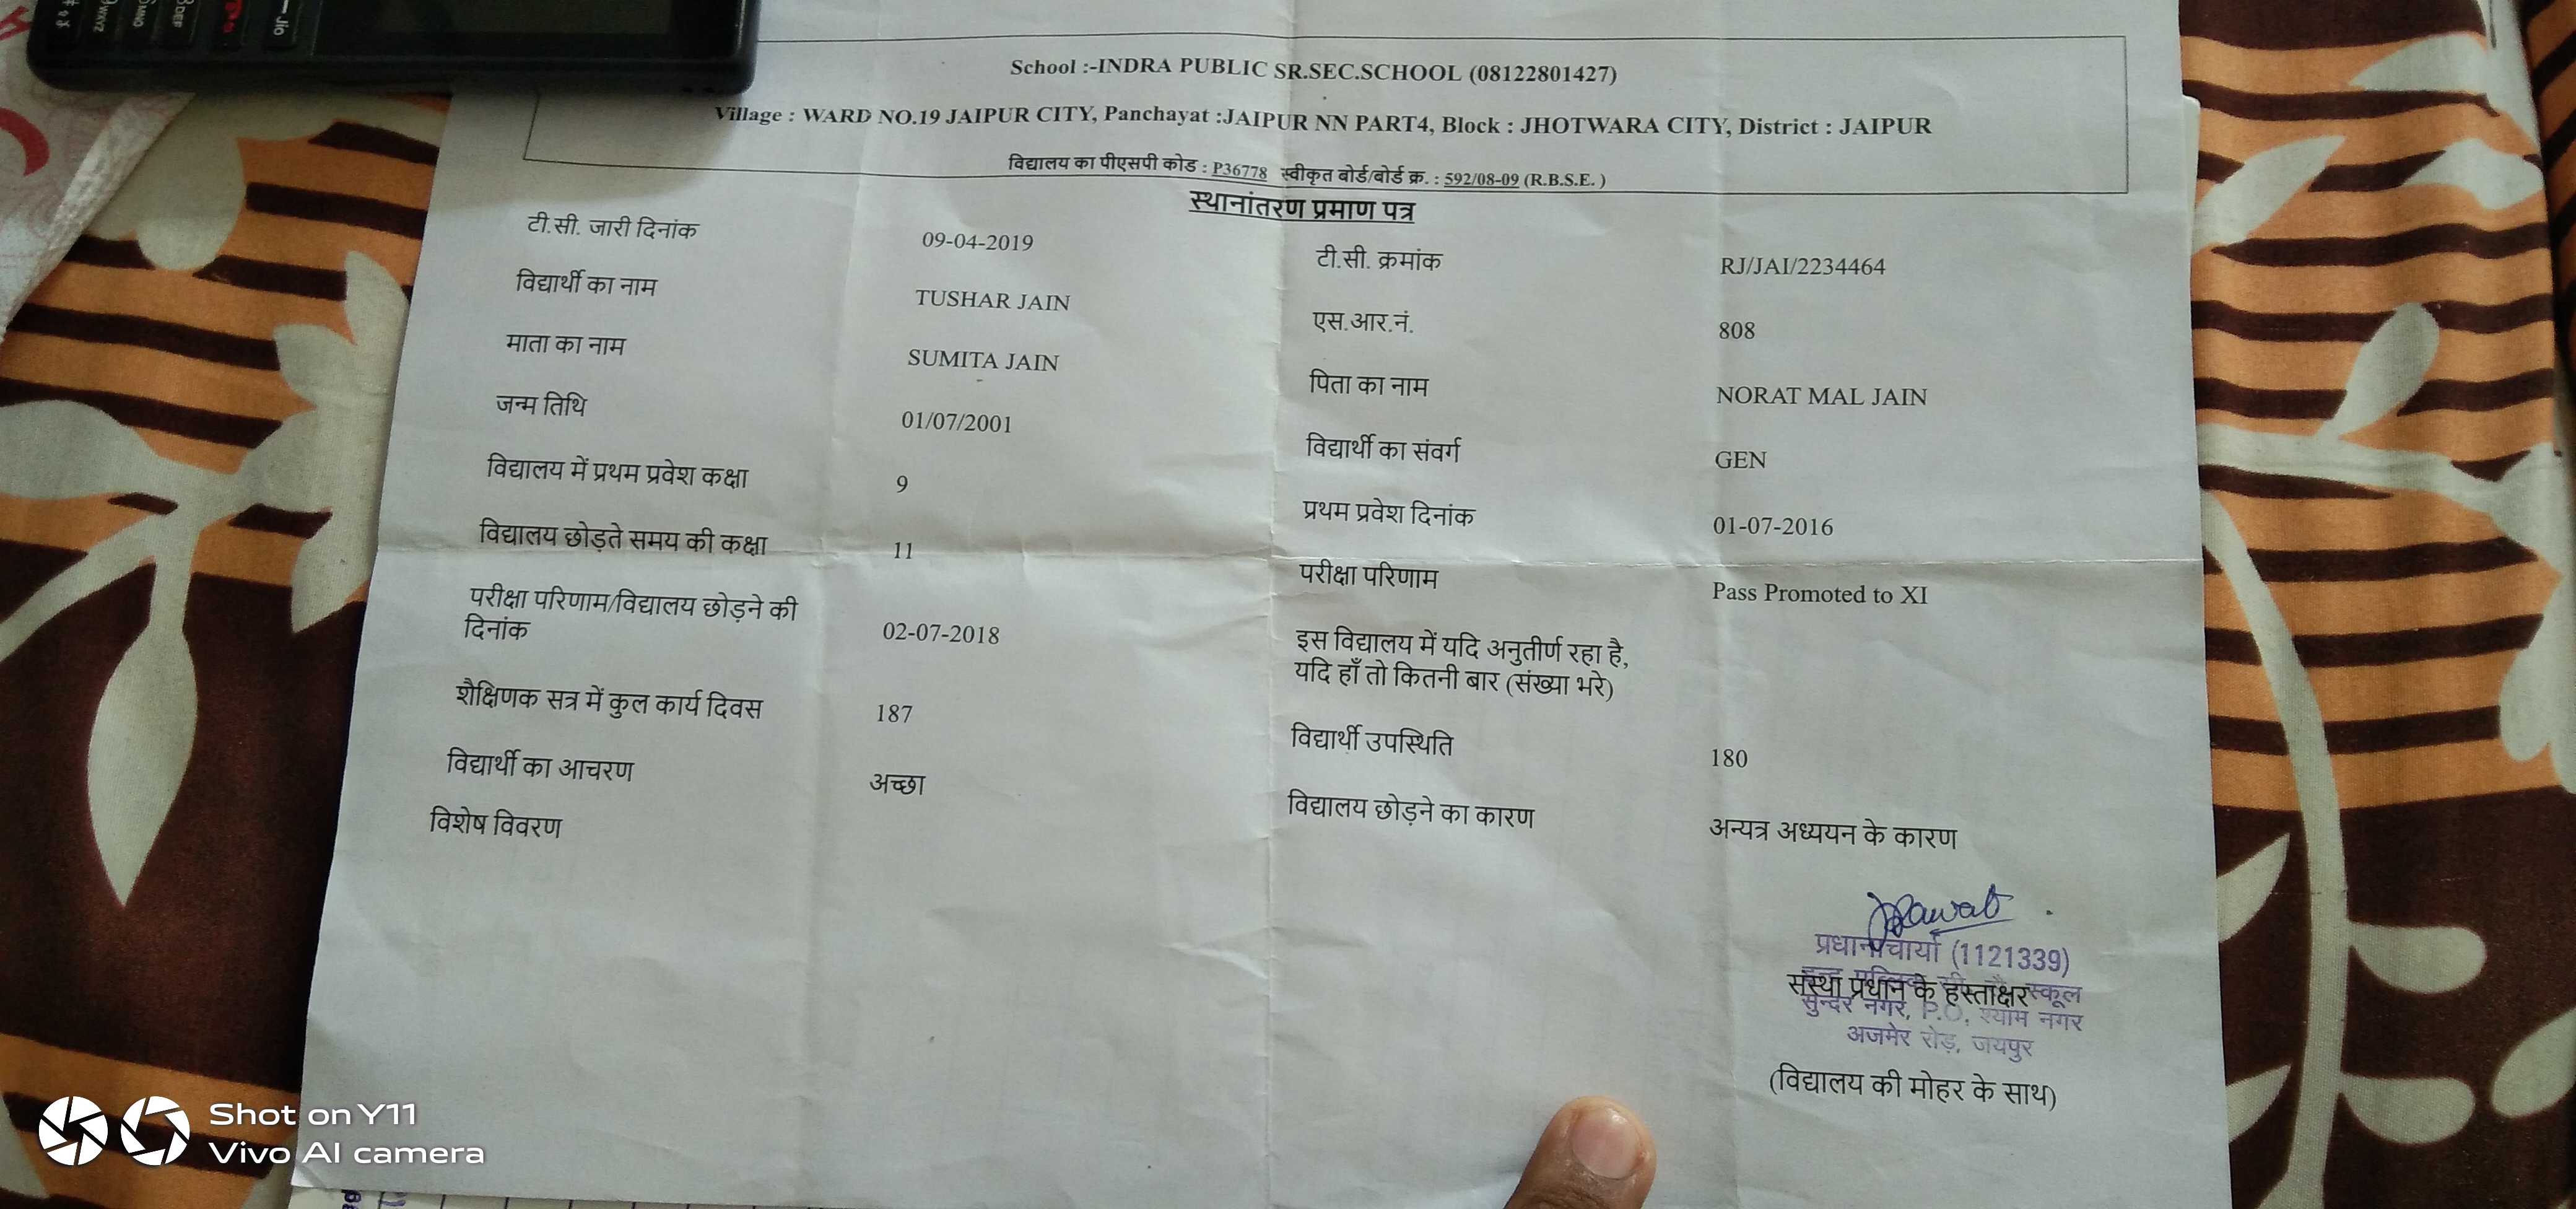 Jio
3DEF
9WXYZ
School :-INDRA PUBLIC SR.SEC.SCHOOL (08122801427)
Village : WARD NO.19 JAIPUR CITY, Panchayat :JAIPUR NN PART4, Block : JHOTWARA CITY, District : JAIPUR
विद्यालय का पीएसपी कोड : P36778 स्वीकृत बोर्ड/बोर्ड क्र. : 592/08-09 (R.B.S.E. )
स्थानांतरण प्रमाण पत्र
टी.सी. जारी दिनांक 09-04-2019 टी.सी. क्रमांक RJ/JAI/2234464
विद्यार्थी का नाम TUSHAR JAIN एस.आर.नं. 808
माता का नाम SUMITA JAIN पिता का नाम NORAT MAL JAIN
जन्म तिथि 01/07/2001 विद्यार्थी का संवर्ग GEN
विद्यालय में प्रथम प्रवेश कक्षा 9 प्रथम प्रवेश दिनांक 01-07-2016
विद्यालय छोड़ते समय की कक्षा 11 परीक्षा परिणाम Pass Promoted to XI
परीक्षा परिणाम/विद्यालय छोड़ने की
दिनांक 02-07-2018
इस विद्यालय में यदि अनुतीर्ण रहा है,
यदि हाँ तो कितनी बार (संख्या भरे)
शैक्षिणक सत्र में कुल कार्य दिवस 187 विद्यार्थी उपस्थिति 180
विद्यार्थी का आचरण अच्छा विद्यालय छोड़ने का कारण अन्यत्र अध्ययन के कारण
विशेष विवरण
प्रधानाचार्या (1121339)
स्कूल
संस्था प्रधान के हस्ताक्षर
सुन्दर नगर, P.O. श्याम नगर
अजमेर रोड़, जयपुर
(विद्यालय की मोहर के साथ)
Shot on Y11
Vivo AI camera